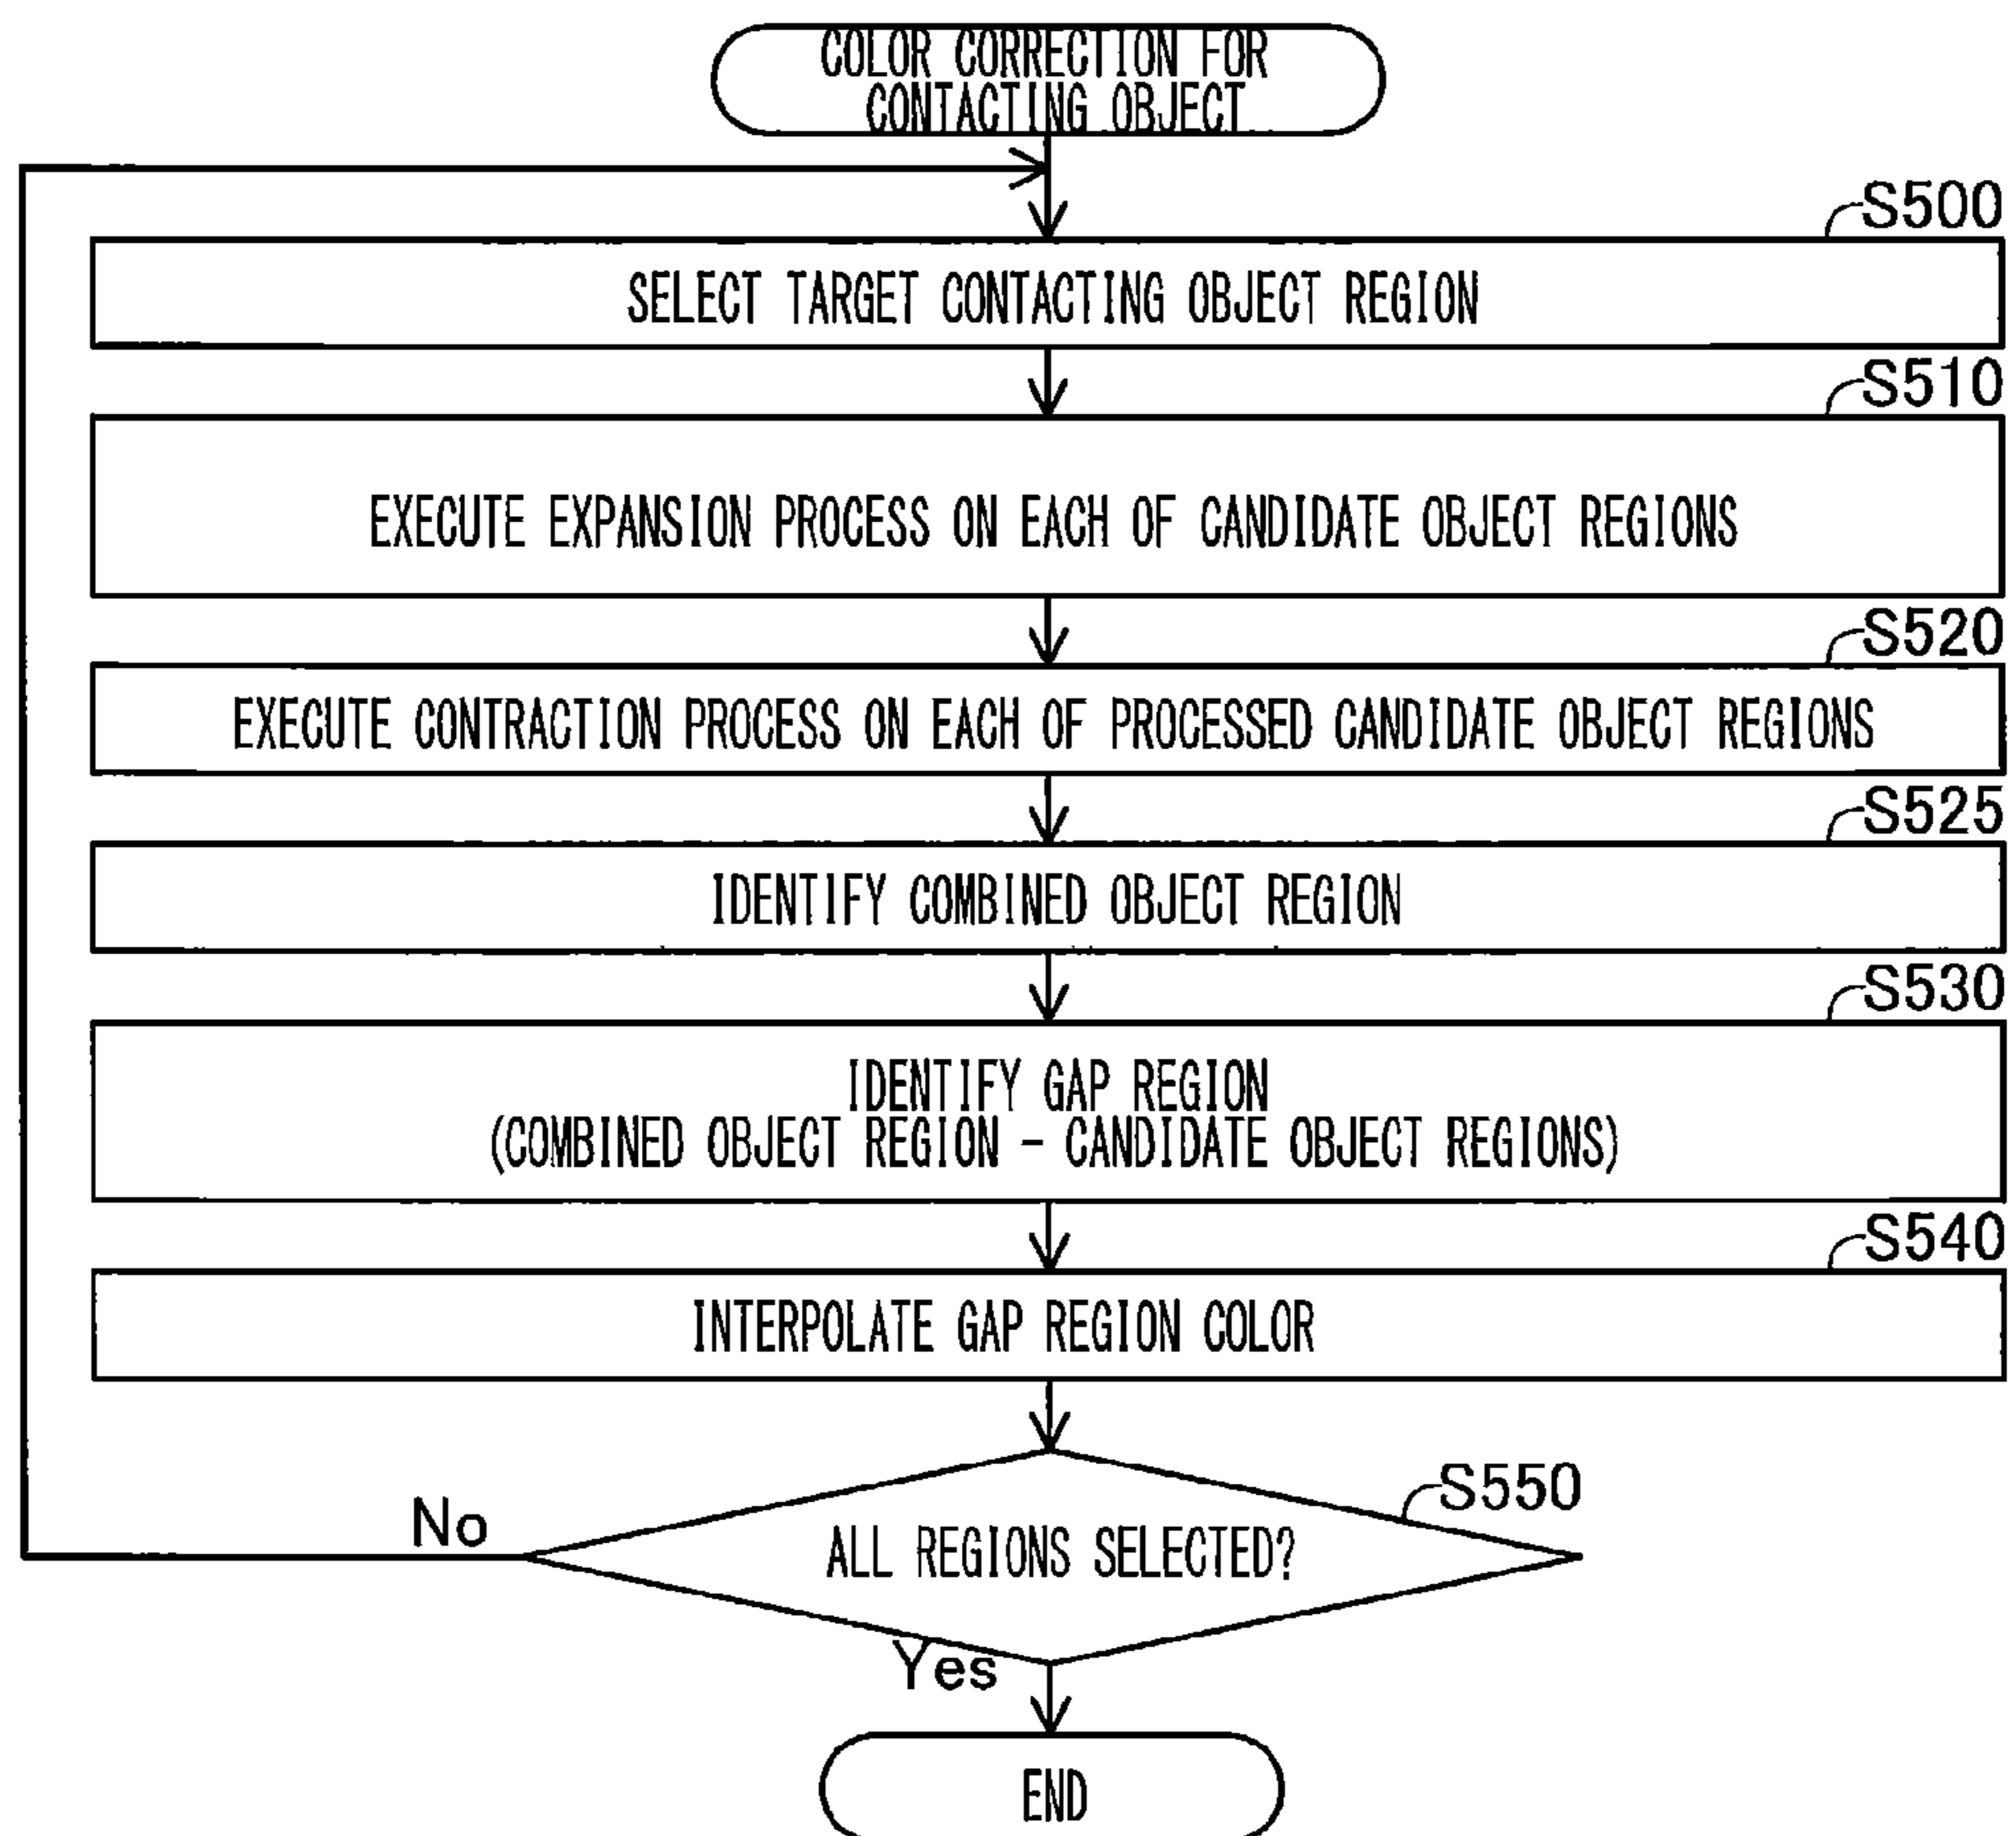 COLOR CORRECTION FOR
CONTACTING OBJECT
S500
SELECT TARGET CONTACTING OBJECT REGION
S510
EXECUTE EXPANSION PROCESS ON EACH OF CANDIDATE OBJECT REGIONS
S520
EXECUTE CONTRACTION PROCESS ON EACH OF PROCESSED CANDIDATE OBJECT REGIONS
S525
IDENTIFY COMBINED OBJECT REGION
S530
IDENTIFY GAP REGION
(COMBINED OBJECT REGION - CANDIDATE OBJECT REGIONS)
S540
INTERPOLATE GAP REGION COLOR
S550
No
ALL REGIONS SELECTED?
Yes
END